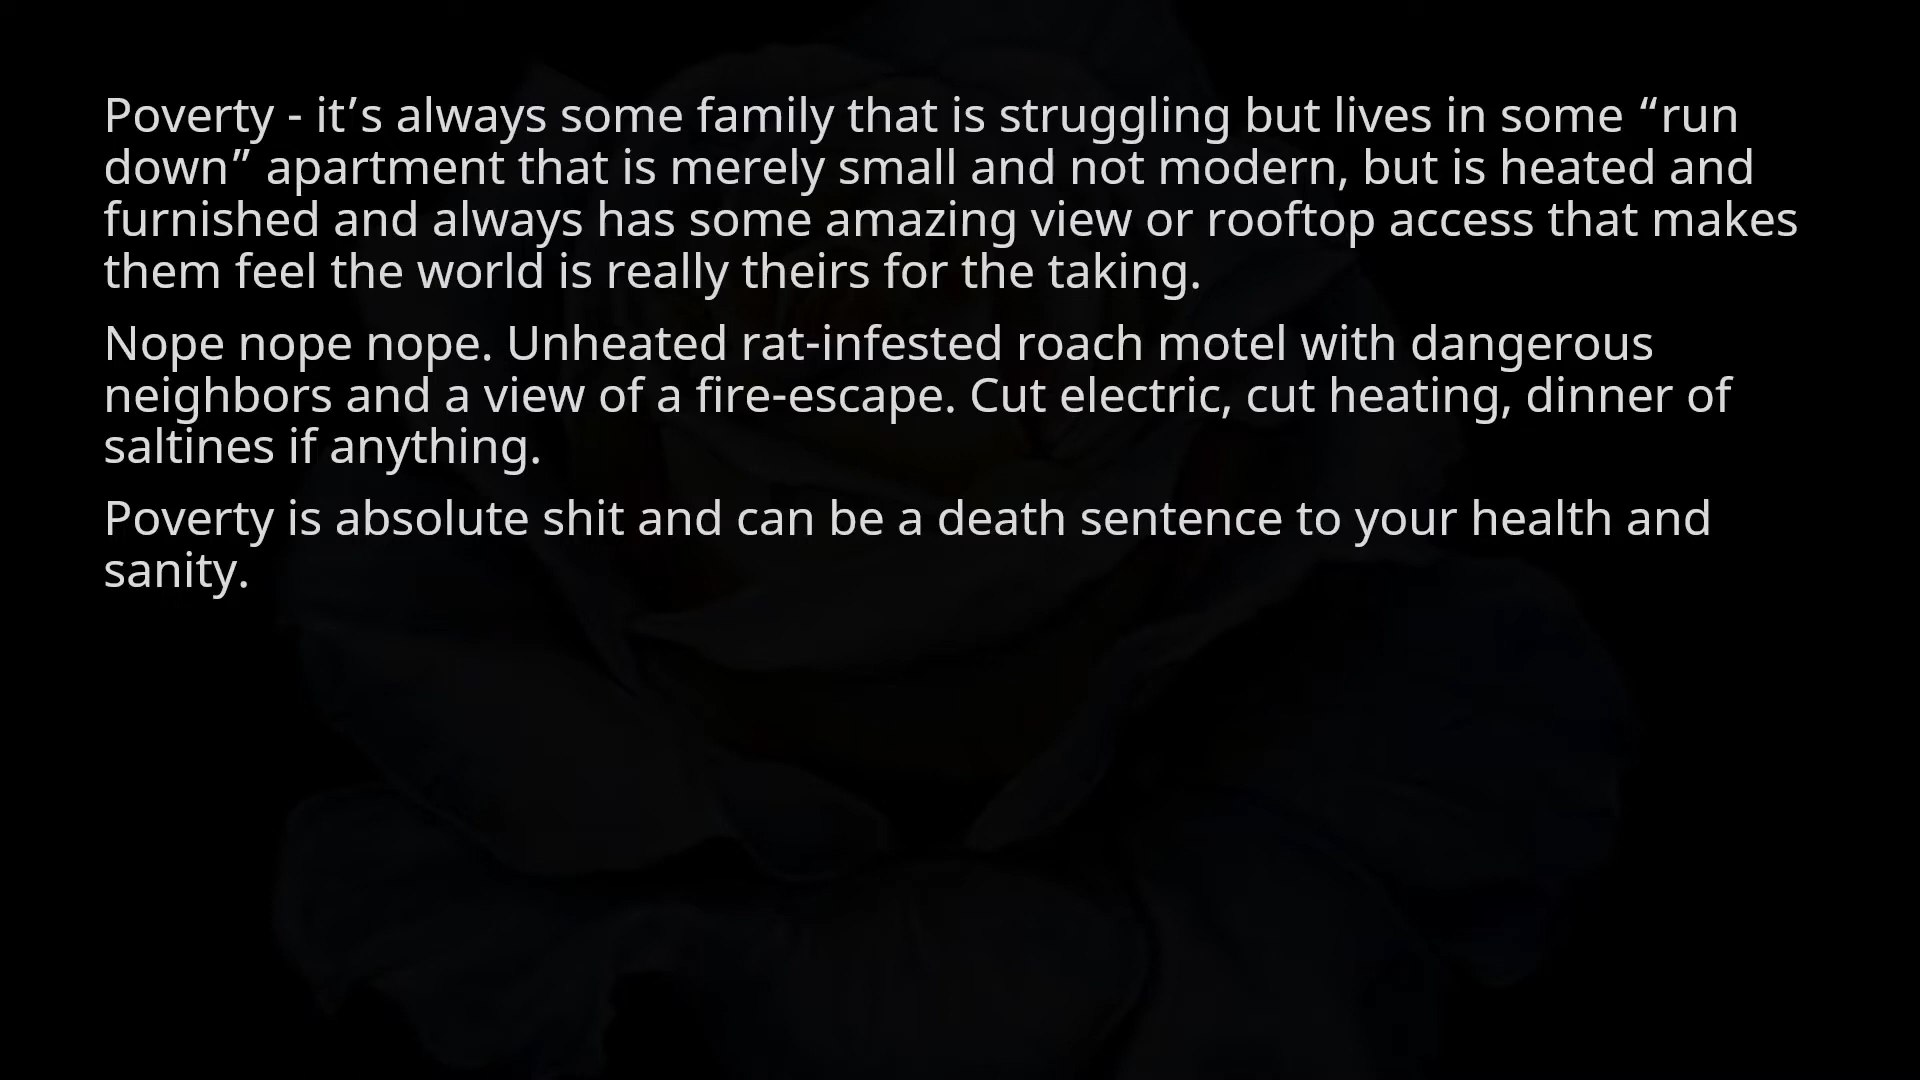 Poverty - it’s always some family that is struggling but lives in some “run
down” apartment that is merely small and not modern, but is heated and
furnished and always has some amazing view or rooftop access that makes
them feel the world is really theirs for the taking.
Nope nope nope. Unheated rat-infested roach motel with dangerous
neighbors and a view of a fire-escape. Cut electric, cut heating, dinner of
saltines if anything.
Poverty is absolute shit and can be a death sentence to your health and
sanity.